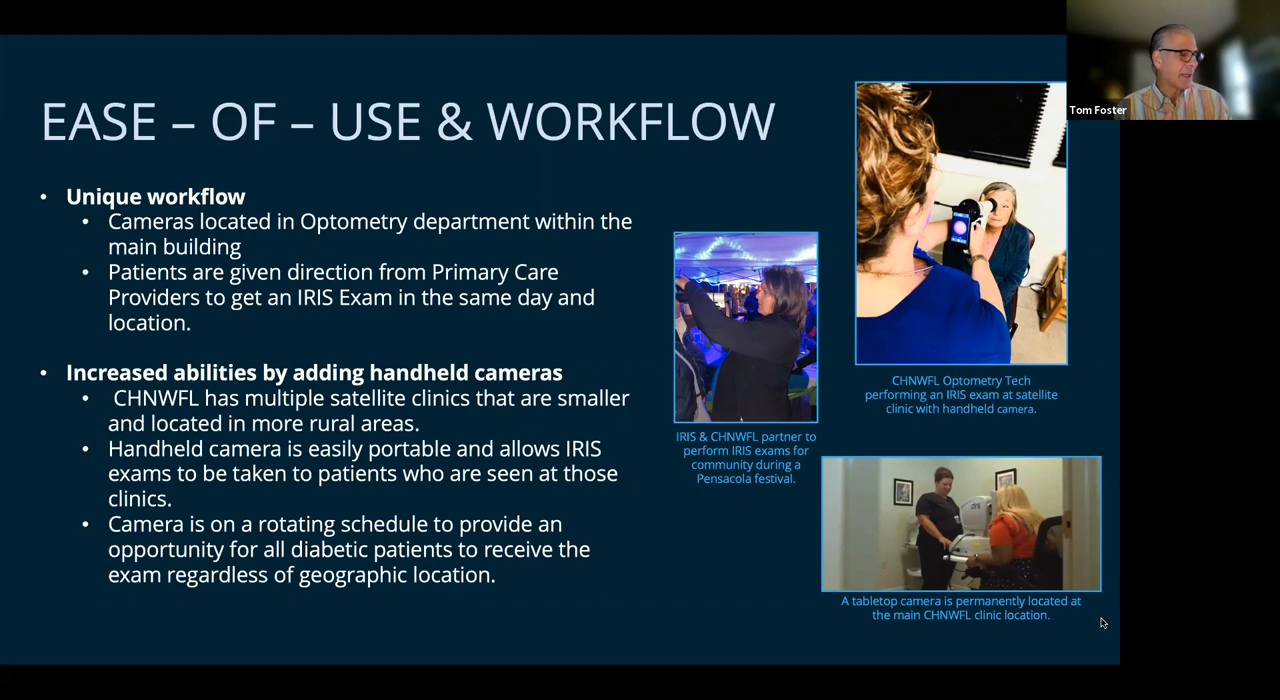 EASE – OF – USE & WORKFLOW
• Unique workflow
• Cameras located in Optometry department within the
main building
• Patients are given direction from Primary Care
Providers to get an IRIS Exam in the same day and
location.
• Increased abilities by adding handheld cameras
• CHNWFL has multiple satellite clinics that are smaller
and located in more rural areas.
• Handheld camera is easily portable and allows IRIS
exams to be taken to patients who are seen at those
clinics.
• Camera is on a rotating schedule to provide an
opportunity for all diabetic patients to receive the
exam regardless of geographic location.
IRIS & CHNWFL partner to
perform IRIS exams for
community during a
Pensacola festival.
CHNWFL Optometry Tech
performing an IRIS exam at satellite
clinic with handheld camera.
A tabletop camera is permanently located at
the main CHNWFL clinic location.
Tom Foster